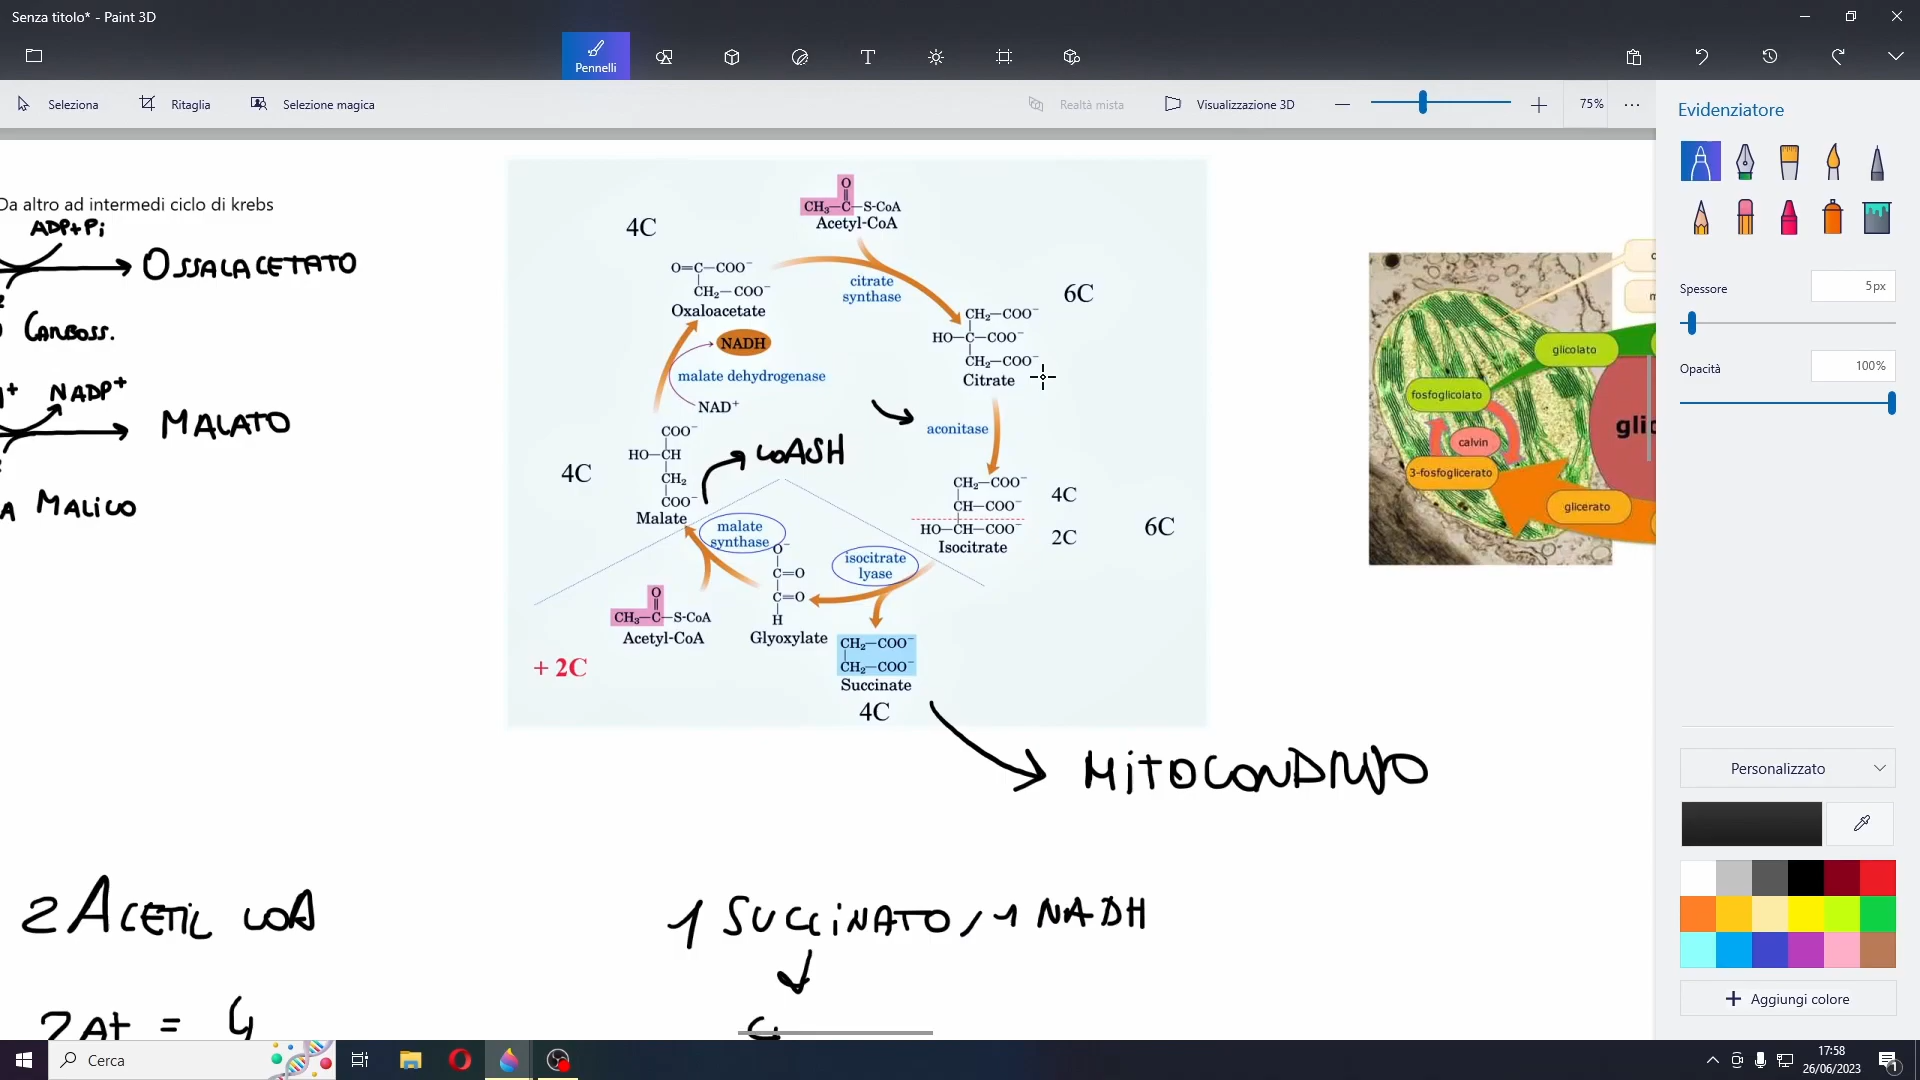 Senza titolo* - Paint 3D
Pennelli
Seleziona
Ritaglia
Selezione magica
Realtà mista
Visualizzazione 3D
75%
Da altro ad intermedi ciclo di krebs
ADP+Pi
OSSALACETATO
CARBOSS.
NADP+
MALATO
MALICO
4C
O
CH3—C—S-CoA
Acetyl-CoA
O=C—COO−
CH2—COO−
Oxaloacetate
citrate
synthase
6C
CH2—COO−
HO—C—COO−
CH2—COO−
Citrate
NADH
malate dehydrogenase
NAD+
aconitase
COO−
HO—CH
CH2
COO−
Malate
4C
CoASH
CH2—COO−
CH—COO−
HO—CH—COO−
Isocitrate
4C
2C
6C
malate
synthase
isocitrate
lyase
O−
C=O
C=O
H
Glyoxylate
O
CH3—C—S-CoA
Acetyl-CoA
+ 2C
CH2—COO−
CH2—COO−
Succinate
4C
MITOCONDRIO
2 ACETIL CoA
1 SUCCINATO, 1 NADH
glicolato
fosfoglicolato
calvin
3-fosfoglicerato
glicerato
glic
Evidenziatore
Spessore
5px
Opacità
100%
Personalizzato
Aggiungi colore
Cerca
17:58
26/06/2023
1